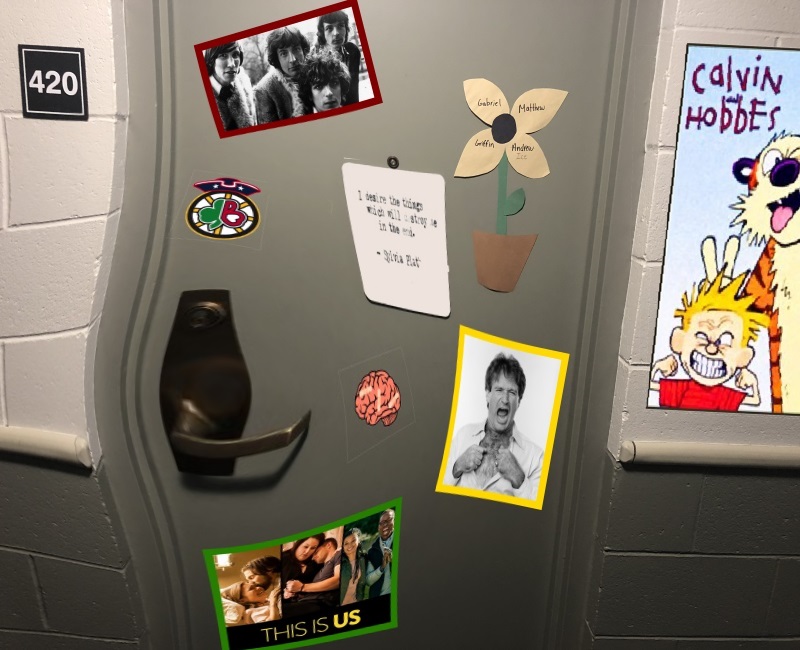 420
Gabriel
Matthew
Griffin
Andrew
I desire the things
which will destroy me
in the end.
- Sylvia Plath
CALVIN
and
HOBBES
B
THIS IS US